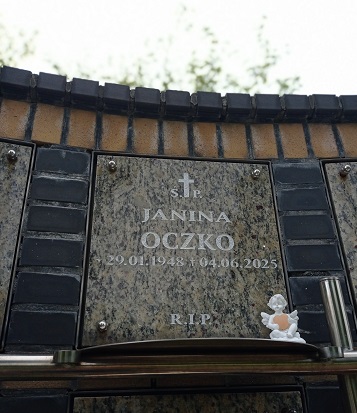 Ś. P.
JANINA
OCZKO
* 29.01.1948 † 04.06.2025
R.I.P